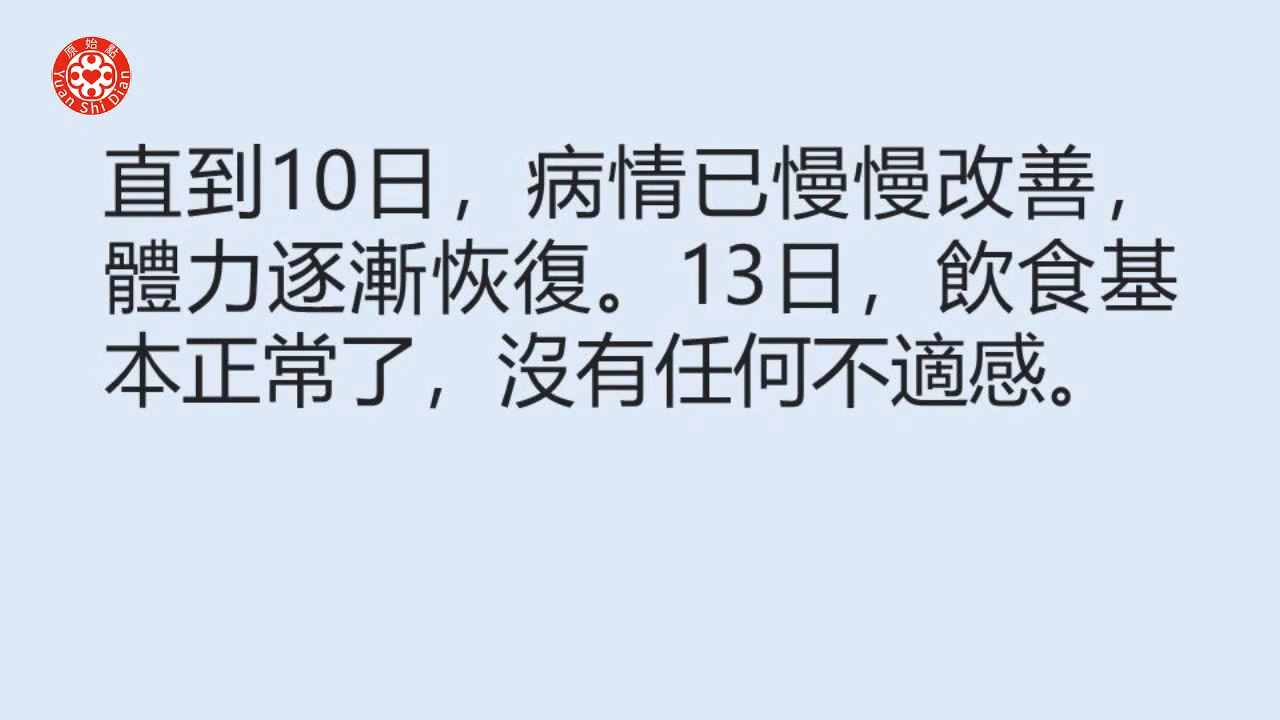 原始點
Yuan Shi Dian
直到10日，病情已慢慢改善，
體力逐漸恢復。13日，飲食基
本正常了，沒有任何不適感。